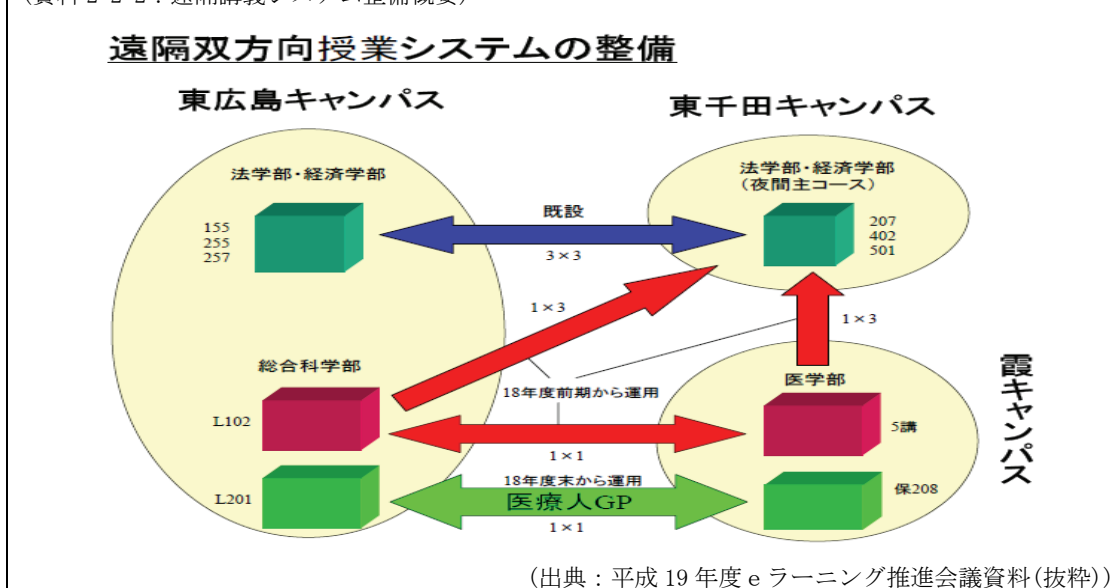 遠隔双方向授業システムの整備
東広島キャンパス
東千田キャンパス
法学部・経済学部
法学部・経済学部
(夜間主コース)
155
255
257
既設
3×3
207
402
501
1×3
1×3
総合科学部
医学部
霞キャンパス
18年度前期から運用
L102
5講
1×1
18年度末から運用
L201
医療人GP
保208
1×1
(出典：平成 19 年度 e ラーニング推進会議資料(抜粋))